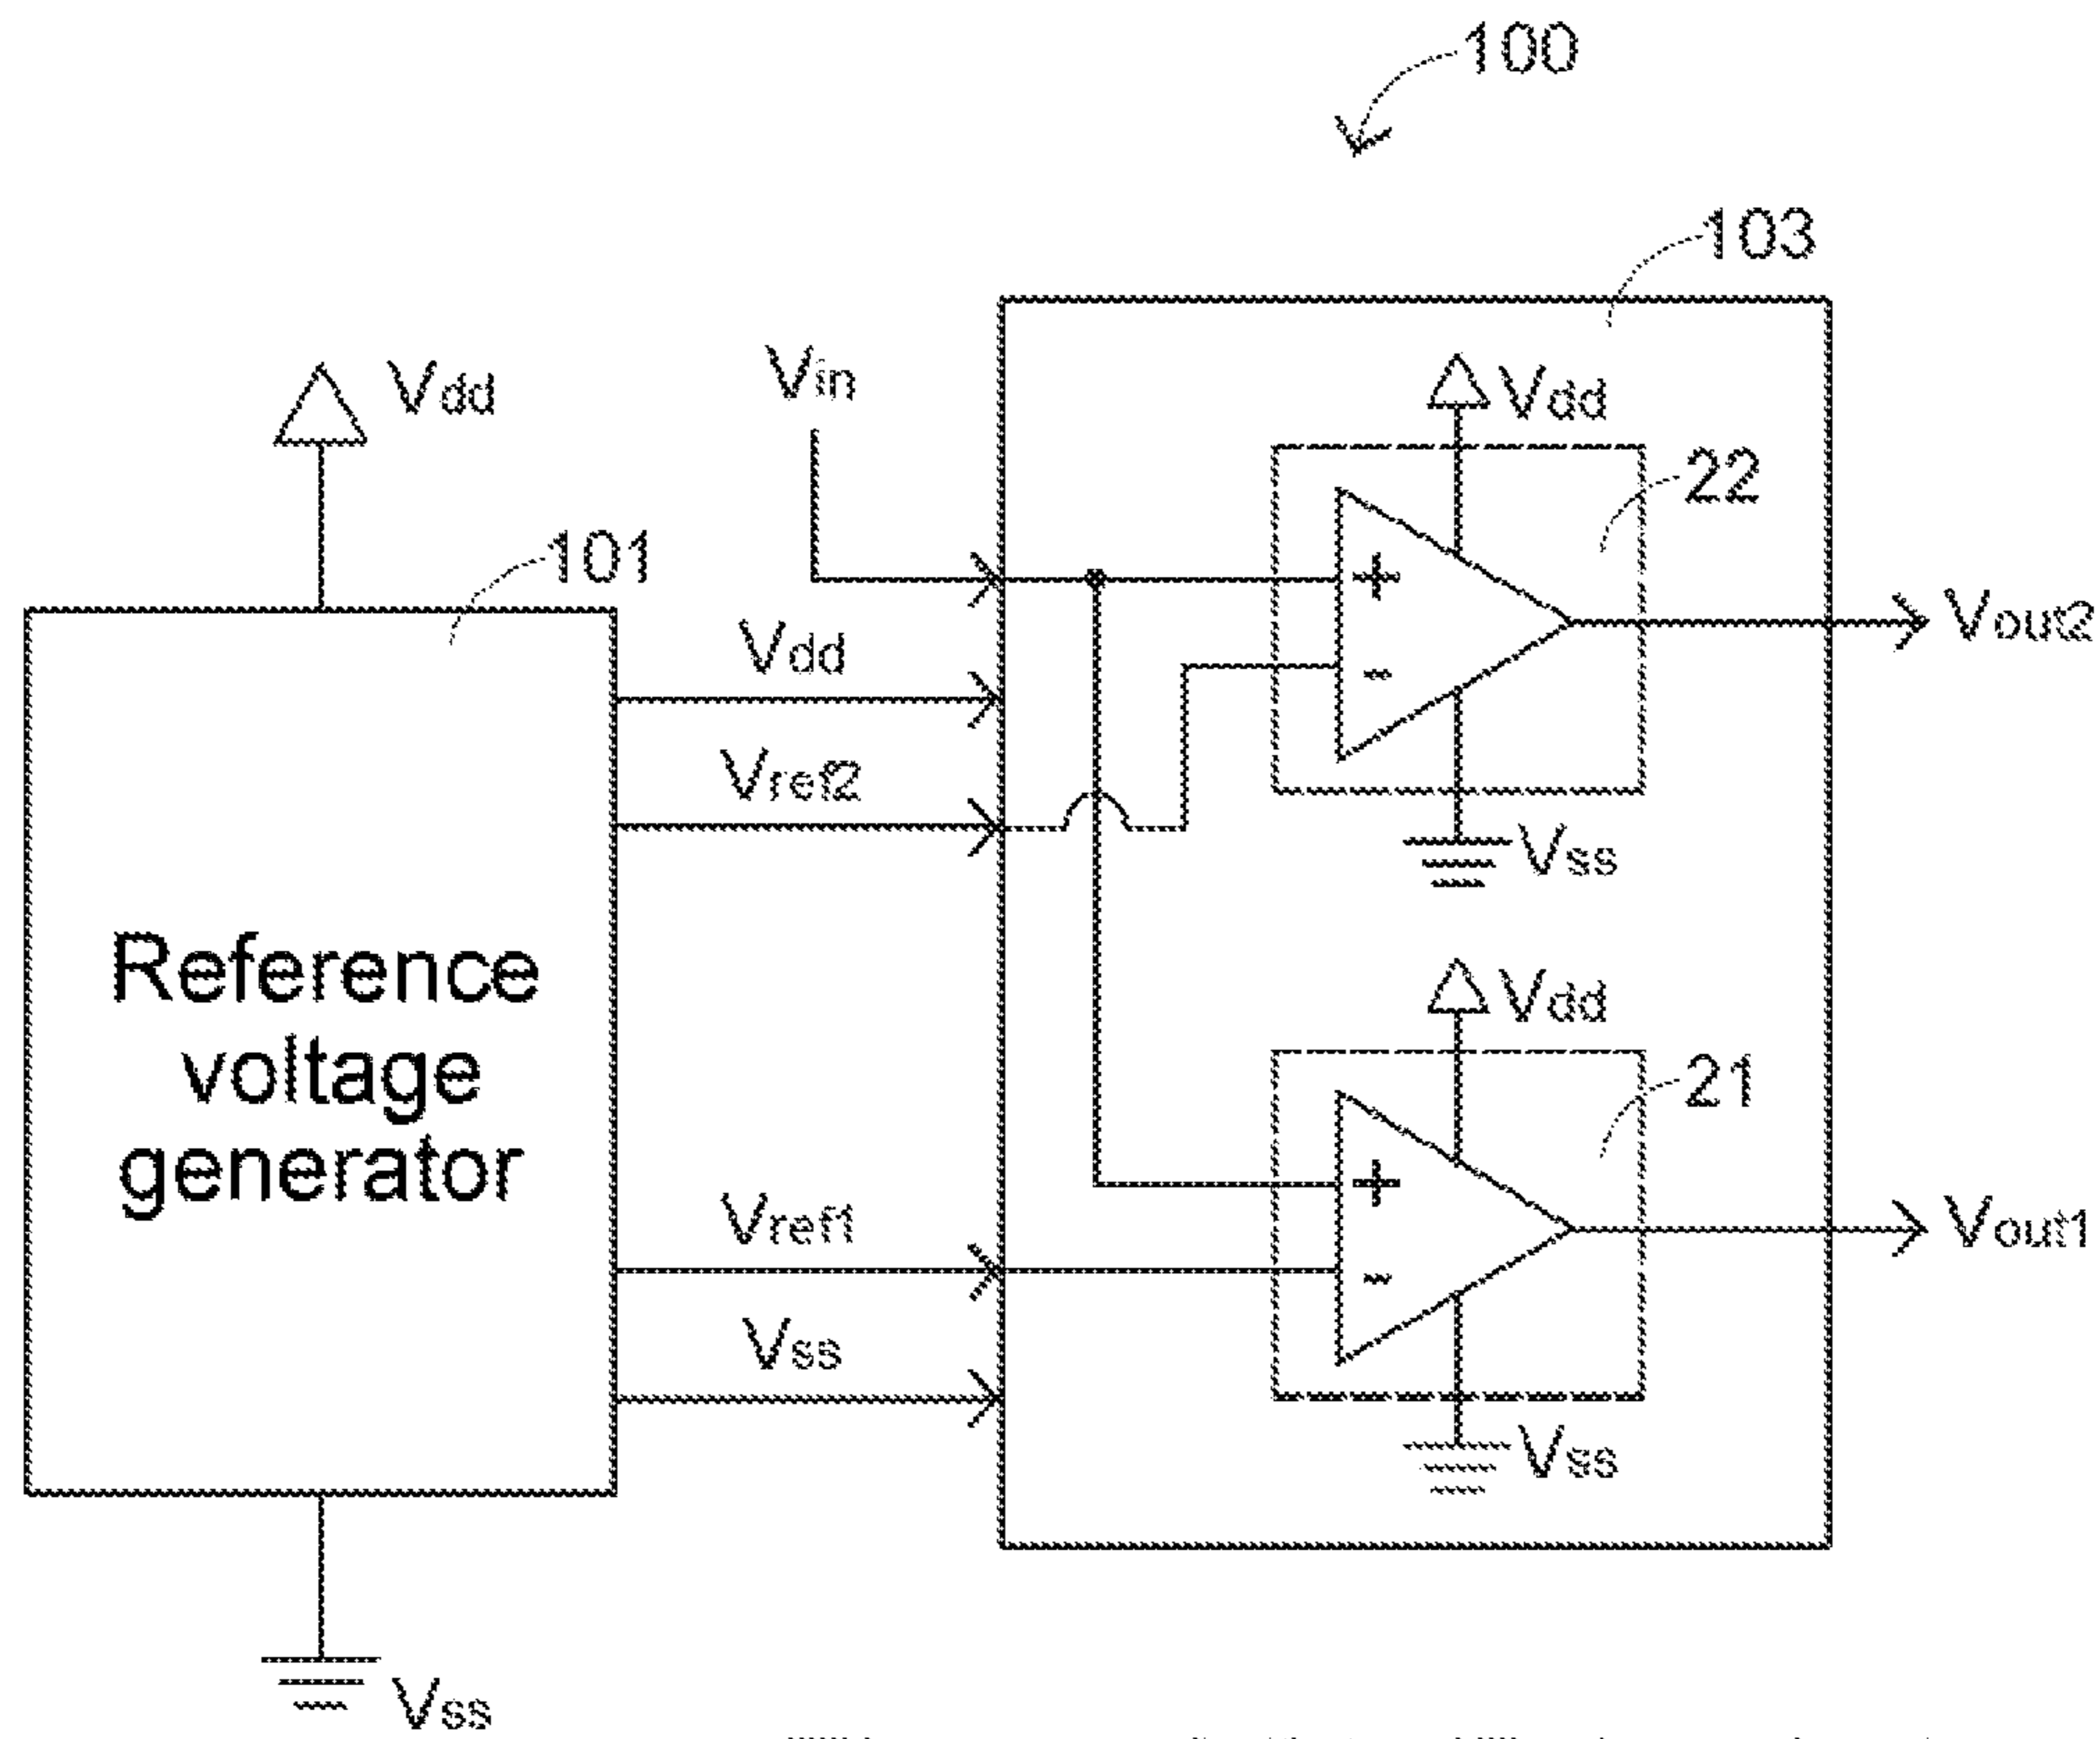 100
103
Vin
Vdd
Vdd
22
101
+
Vout2
Vdd
-
Vref2
Vss
Reference
voltage
generator
Vdd
21
+
Vref1
Vout1
-
Vss
Vss
Vss